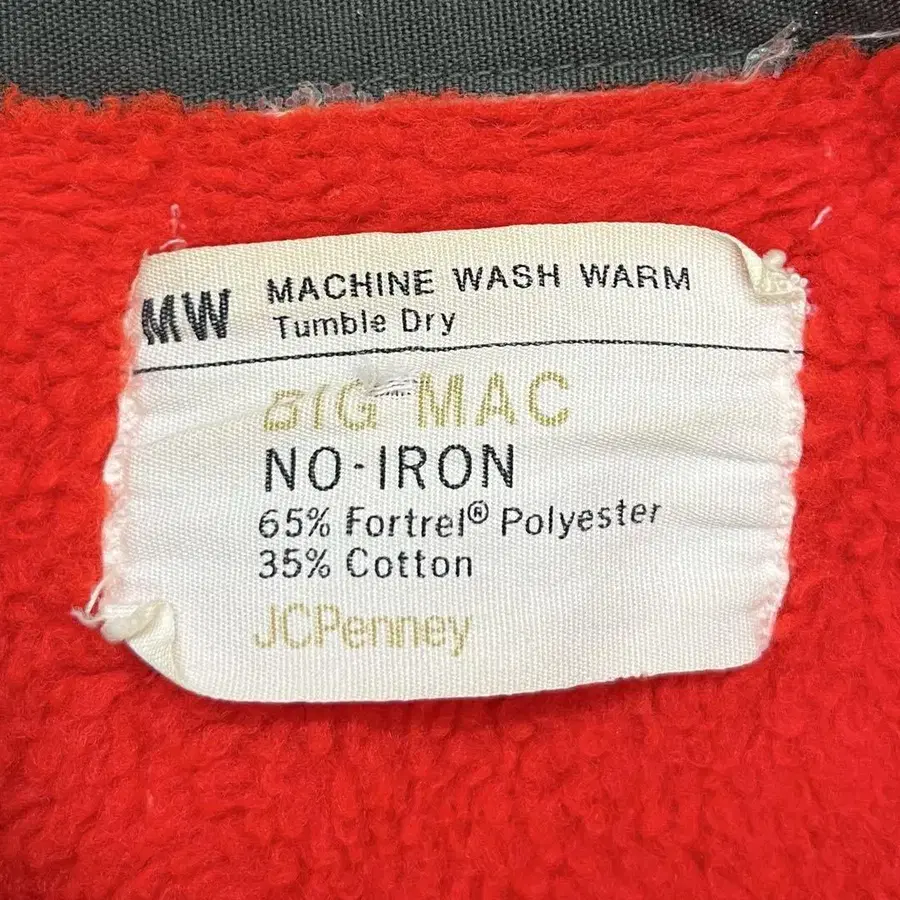 MW MACHINE WASH WARM
Tumble Dry
BIG MAC
NO-IRON
65% Fortrel® Polyester
35% Cotton
JCPenney